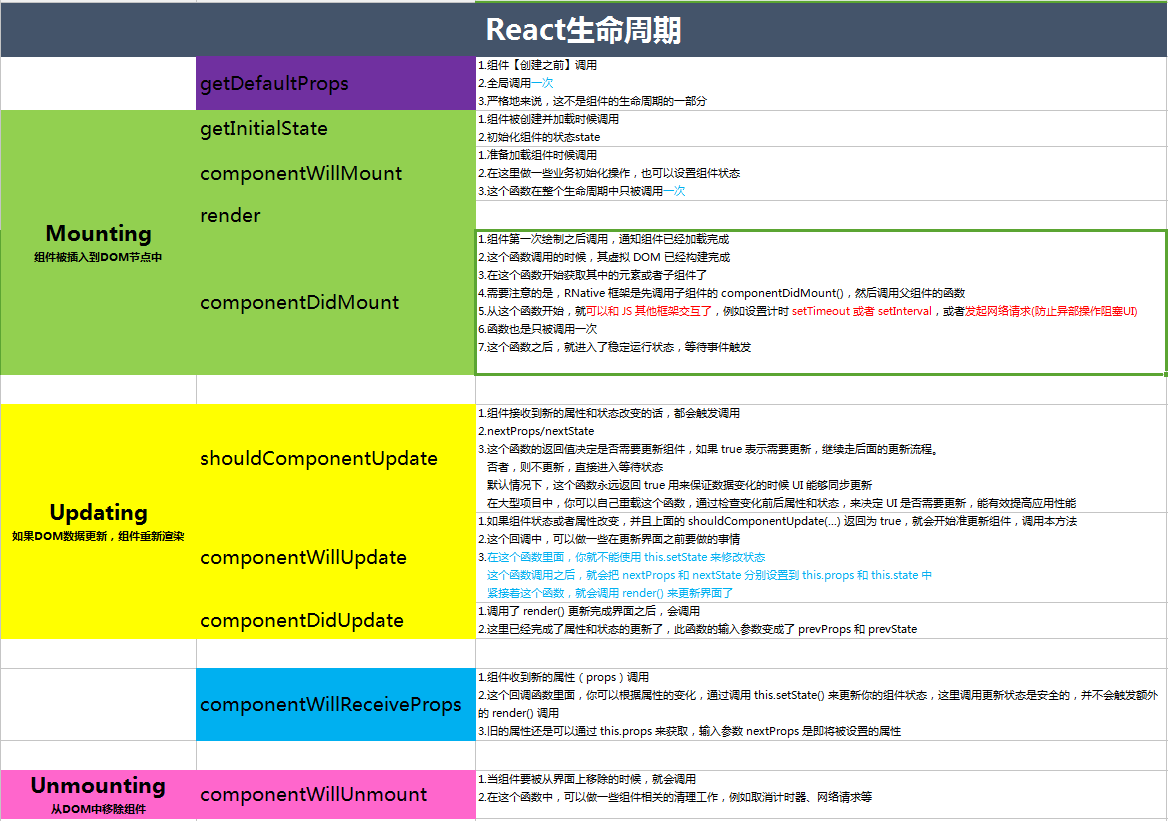 React生命周期
getDefaultProps
1.组件【创建之前】调用
2.全局调用一次
3.严格地来说，这不是组件的生命周期的一部分
Mounting
组件被插入到DOM节点中
getInitialState
1.组件被创建并加载时候调用
2.初始化组件的状态state
componentWillMount
1.准备加载组件时候调用
2.在这里做一些业务初始化操作，也可以设置组件状态
3.这个函数在整个生命周期中只被调用一次
render
componentDidMount
1.组件第一次绘制之后调用，通知组件已经加载完成
2.这个函数调用的时候，其虚拟 DOM 已经构建完成
3.在这个函数开始获取其中的元素或者子组件了
4.需要注意的是，RNative 框架是先调用子组件的 componentDidMount()，然后调用父组件的函数
5.从这个函数开始，就可以和 JS 其他框架交互了，例如设置计时 setTimeout 或者 setInterval，或者发起网络请求(防止异部操作阻塞UI)
6.函数也是只被调用一次
7.这个函数之后，就进入了稳定运行状态，等待事件触发
Updating
如果DOM数据更新，组件重新渲染
shouldComponentUpdate
1.组件接收到新的属性和状态改变的话，都会触发调用
2.nextProps/nextState
3.这个函数的返回值决定是否需要更新组件，如果 true 表示需要更新，继续走后面的更新流程。
否者，则不更新，直接进入等待状态
默认情况下，这个函数永远返回 true 用来保证数据变化的时候 UI 能够同步更新
在大型项目中，你可以自己重载这个函数，通过检查变化前后属性和状态，来决定 UI 是否需要更新，能有效提高应用性能
componentWillUpdate
1.如果组件状态或者属性改变，并且上面的 shouldComponentUpdate(...) 返回为 true，就会开始准更新组件，调用本方法
2.这个回调中，可以做一些在更新界面之前要做的事情
3.在这个函数里面，你就不能使用 this.setState 来修改状态
这个函数调用之后，就会把 nextProps 和 nextState 分别设置到 this.props 和 this.state 中
紧接着这个函数，就会调用 render() 来更新界面了
componentDidUpdate
1.调用了 render() 更新完成界面之后，会调用
2.这里已经完成了属性和状态的更新了，此函数的输入参数变成了 prevProps 和 prevState
componentWillReceiveProps
1.组件收到新的属性（props）调用
2.这个回调函数里面，你可以根据属性的变化，通过调用 this.setState() 来更新你的组件状态，这里调用更新状态是安全的，并不会触发额外
的 render() 调用
3.旧的属性还是可以通过 this.props 来获取，输入参数 nextProps 是即将被设置的属性
Unmounting
从DOM中移除组件
componentWillUnmount
1.当组件要被从界面上移除的时候，就会调用
2.在这个函数中，可以做一些组件相关的清理工作，例如取消计时器、网络请求等